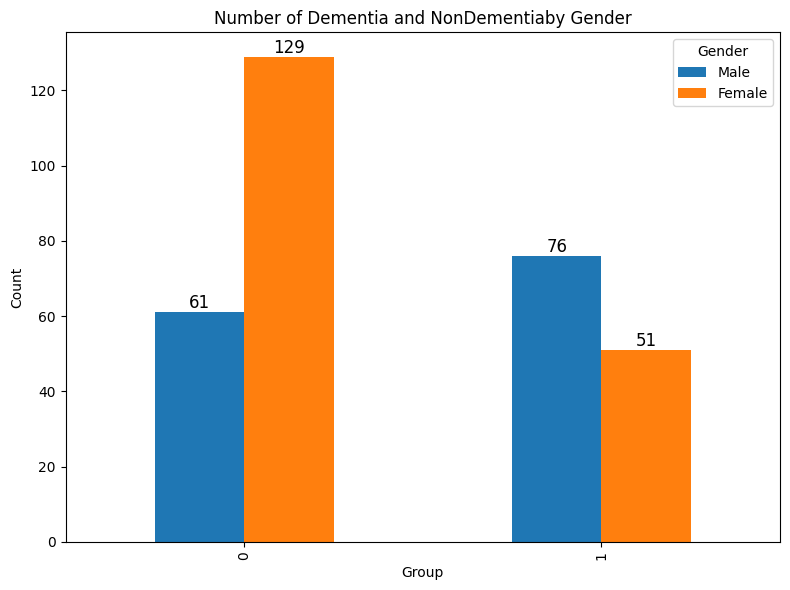 Number of Dementia and NonDementiaby Gender
Gender
Male
Female
129
61
76
51
Count
120
100
80
60
40
20
0
0
1
Group